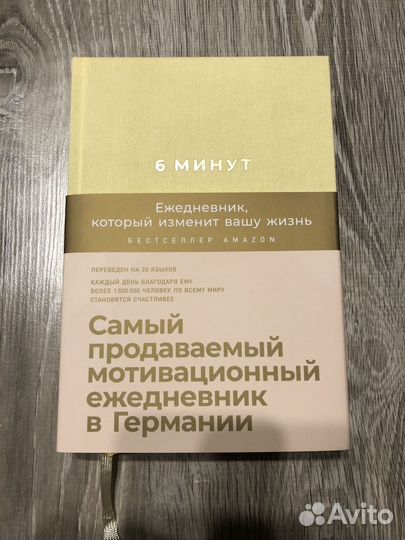 6 МИНУТ
Ежедневник,
который изменит вашу жизнь
БЕСТСЕЛЛЕР AMAZON
ПЕРЕВЕДЕН НА 20 ЯЗЫКОВ
КАЖДЫЙ ДЕНЬ БЛАГОДАРЯ ЕМУ
БОЛЕЕ 1 000 000 ЧЕЛОВЕК ПО ВСЕМУ МИРУ
СТАНОВЯТСЯ СЧАСТЛИВЕЕ
Самый
продаваемый
мотивационный
ежедневник
в Германии
Avito